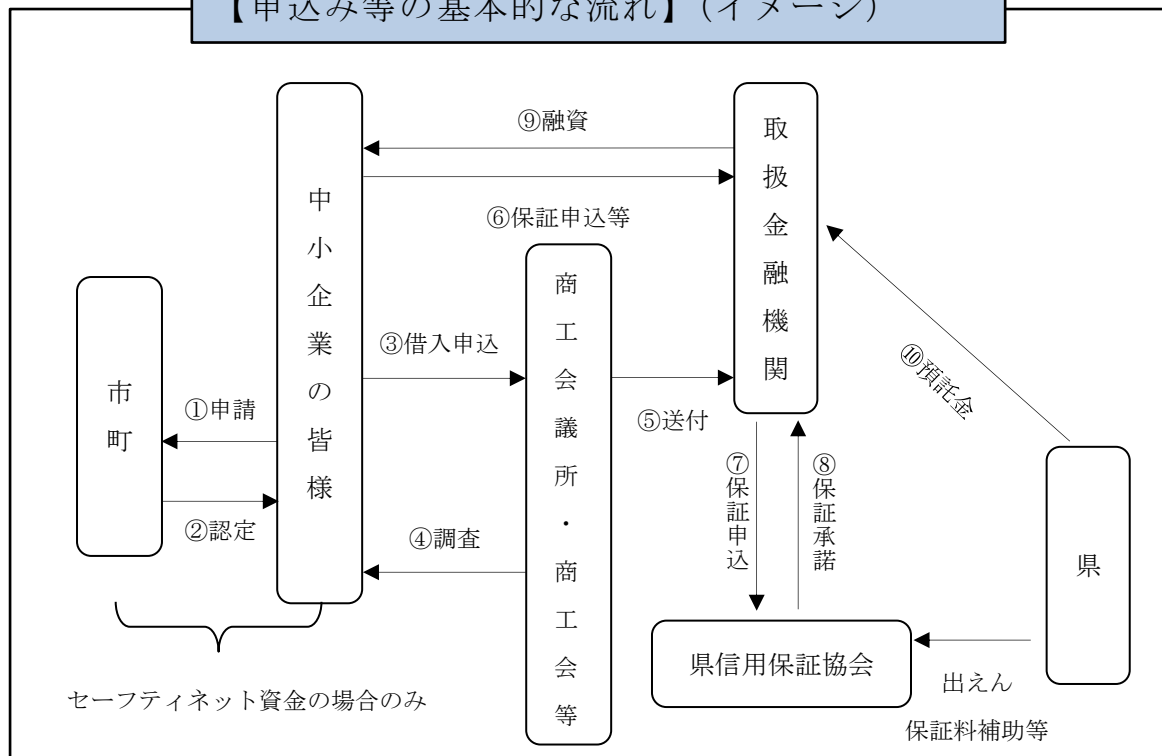 【申込み等の基本的な流れ】(イメージ)
⑨融資
取扱金融機関
中小企業の皆様
⑥保証申込等
商工会議所・商工会等
市町
③借入申込
⑩預託金
①申請
⑤送付
②認定
④調査
⑦保証申込
⑧保証承諾
県
県信用保証協会
出えん
保証料補助等
セーフティネット資金の場合のみ